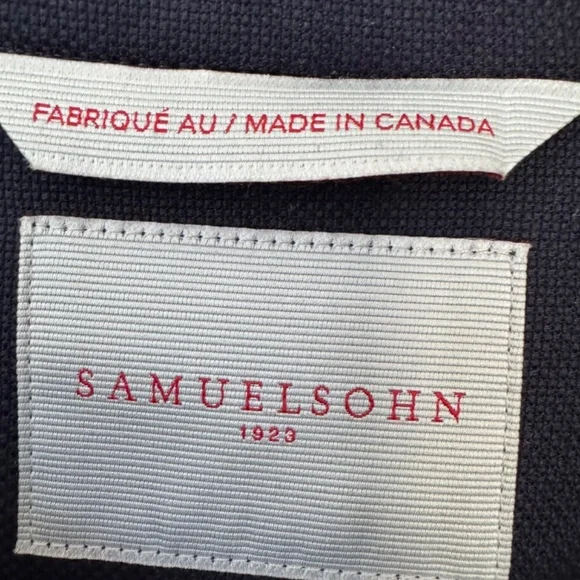 FABRIQUÉ AU / MADE IN CANADA
SAMUELSOHN
1923